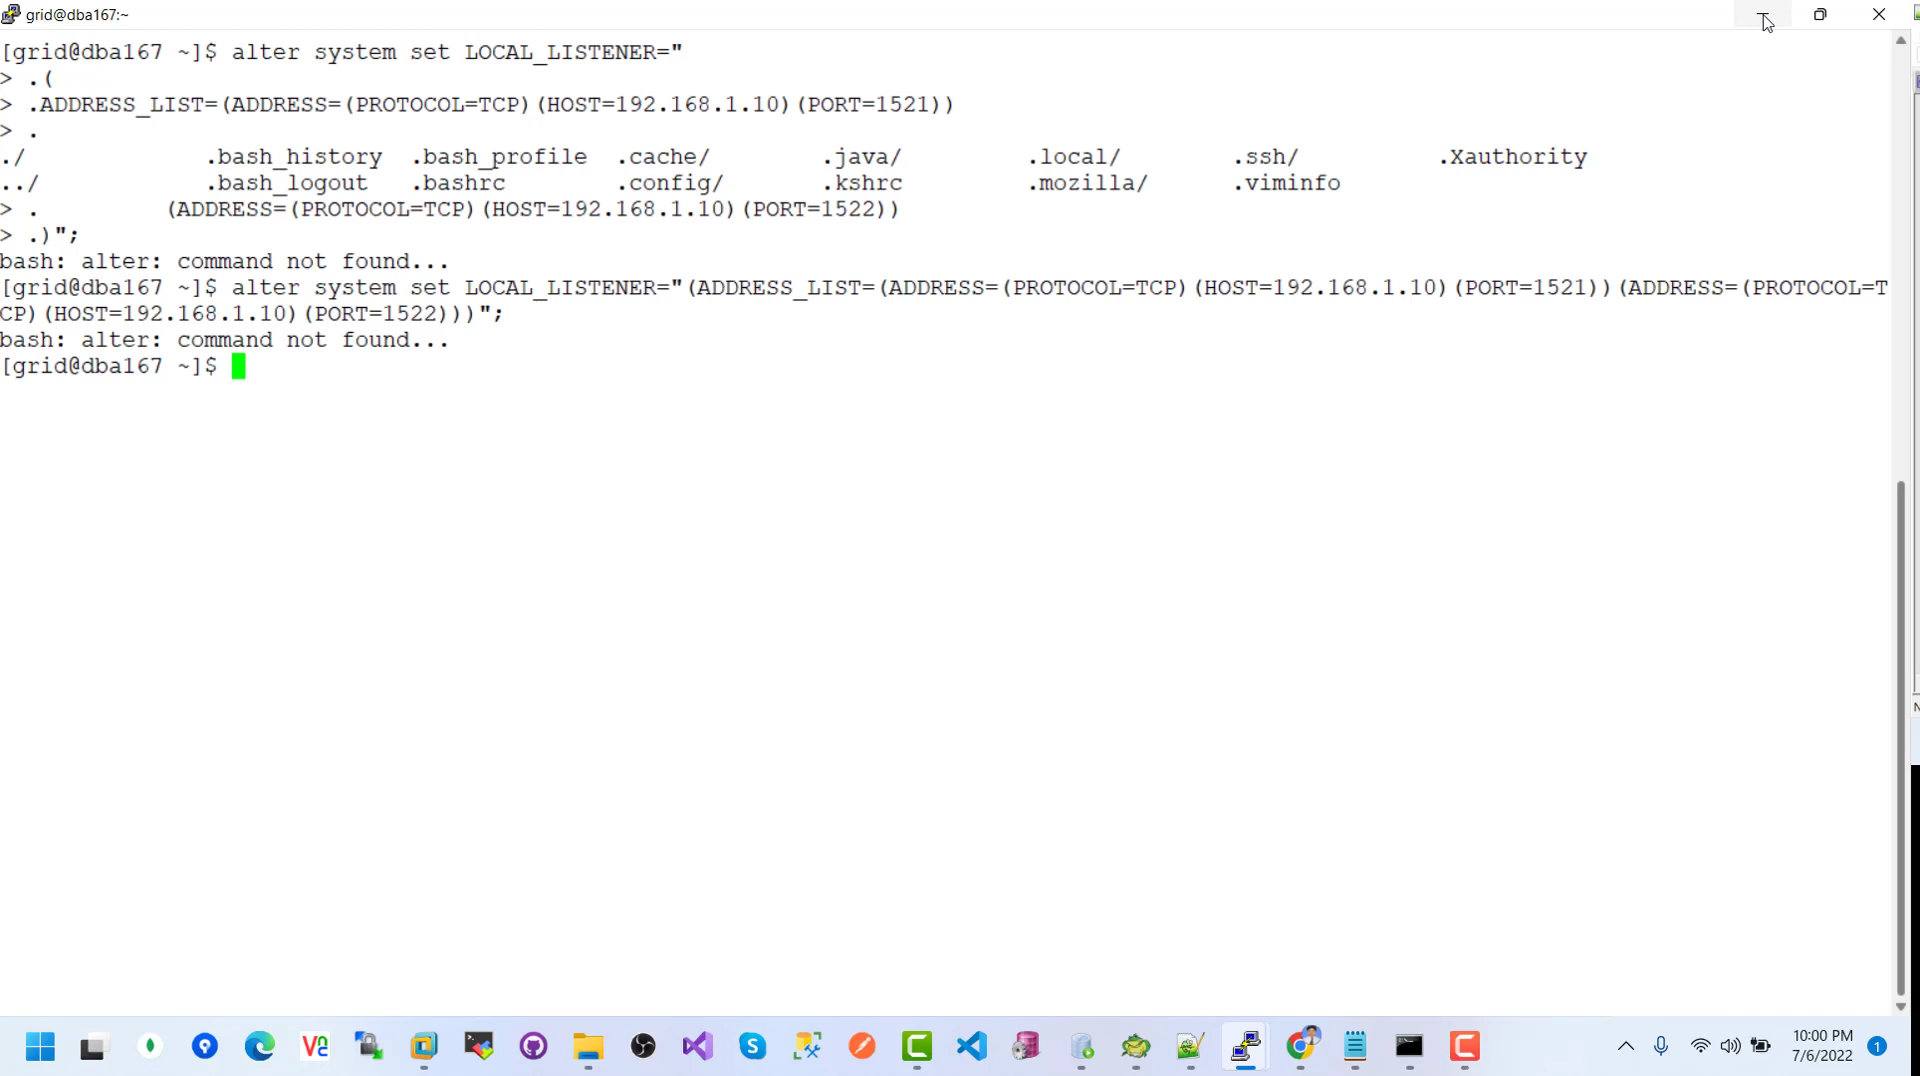 grid@dba167:~
[grid@dba167 ~]$ alter system set LOCAL_LISTENER="
> .(
> .ADDRESS_LIST=(ADDRESS=(PROTOCOL=TCP)(HOST=192.168.1.10)(PORT=1521))
> .
./ .bash_history .bash_profile .cache/ .java/ .local/ .ssh/ .Xauthority
../ .bash_logout .bashrc .config/ .kshrc .mozilla/ .viminfo
> . (ADDRESS=(PROTOCOL=TCP)(HOST=192.168.1.10)(PORT=1522))
> .)";
bash: alter: command not found...
[grid@dba167 ~]$ alter system set LOCAL_LISTENER="(ADDRESS_LIST=(ADDRESS=(PROTOCOL=TCP)(HOST=192.168.1.10)(PORT=1521))(ADDRESS=(PROTOCOL=T
CP)(HOST=192.168.1.10)(PORT=1522)))";
bash: alter: command not found...
[grid@dba167 ~]$
10:00 PM
7/6/2022
1